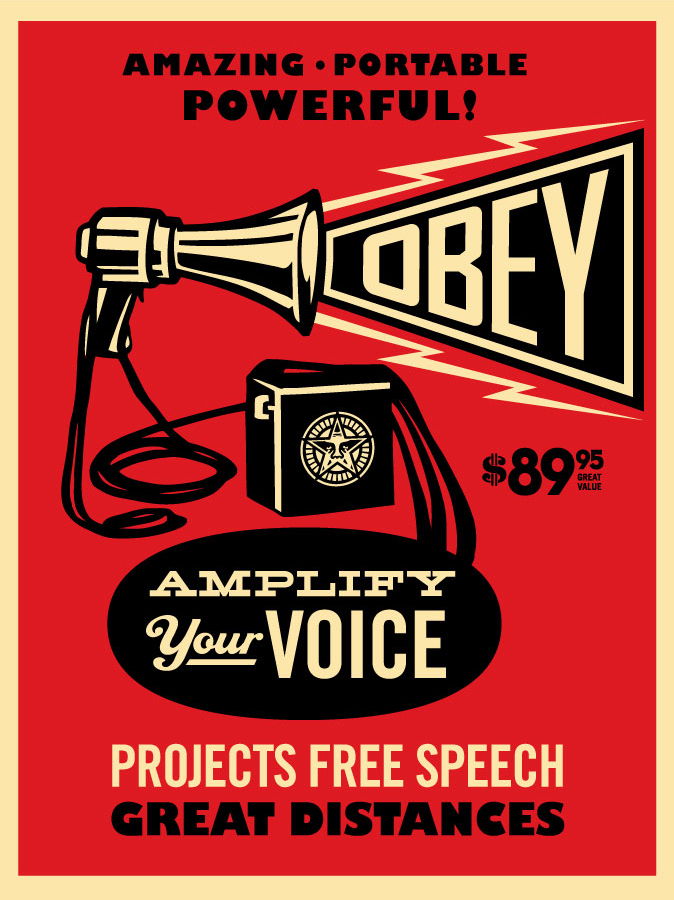 AMAZING • PORTABLE
POWERFUL!
OBEY
$89 95
GREAT
VALUE
AMPLIFY
Your VOICE
PROJECTS FREE SPEECH
GREAT DISTANCES